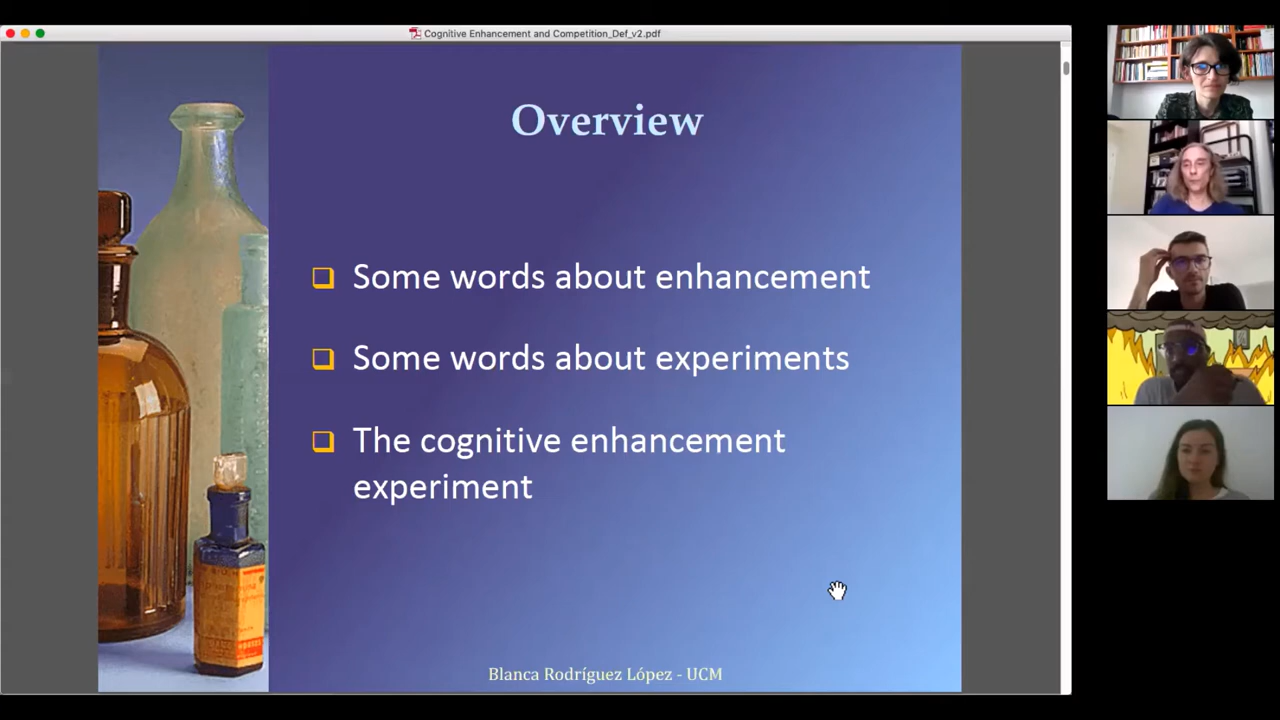 Cognitive Enhancement and Competition_Def_v2.pdf
Overview
Some words about enhancement
Some words about experiments
The cognitive enhancement
experiment
Blanca Rodríguez López - UCM